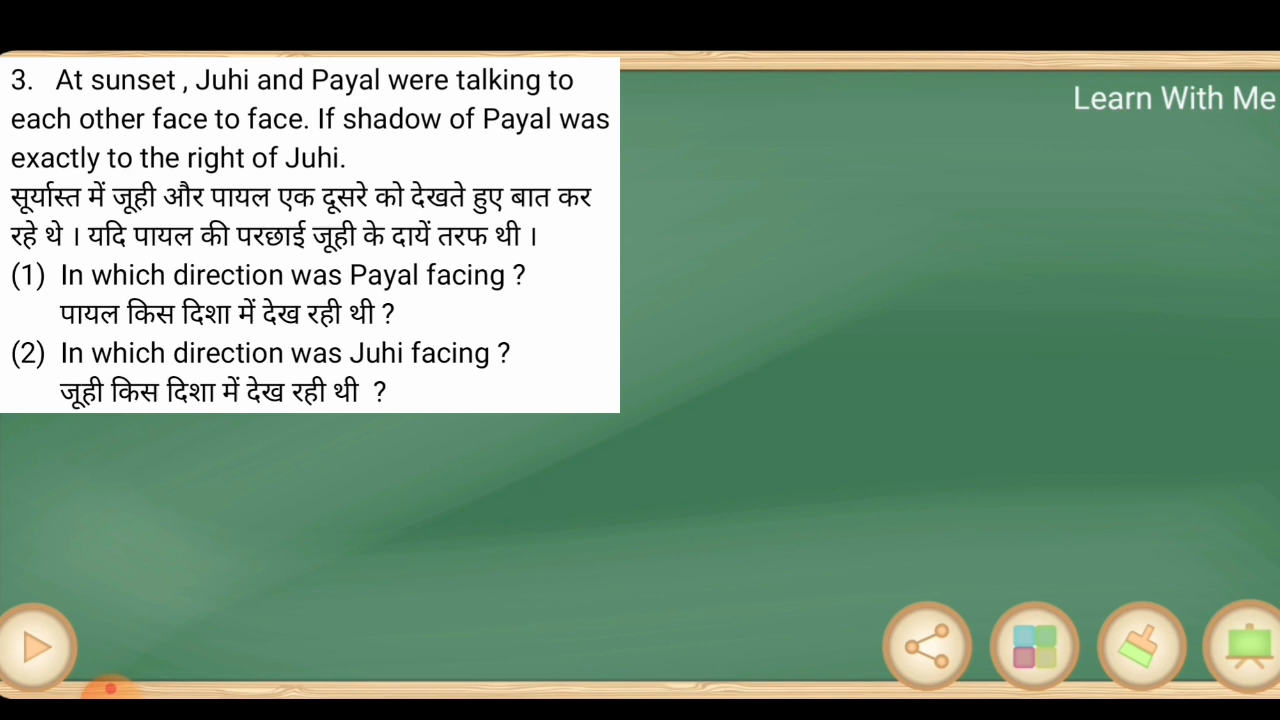 3. At sunset , Juhi and Payal were talking to
each other face to face. If shadow of Payal was
exactly to the right of Juhi.
सूर्यास्त में जूही और पायल एक दूसरे को देखते हुए बात कर
रहे थे । यदि पायल की परछाई जूही के दायें तरफ थी ।
(1) In which direction was Payal facing ?
पायल किस दिशा में देख रही थी ?
(2) In which direction was Juhi facing ?
जूही किस दिशा में देख रही थी ?
Learn With Me